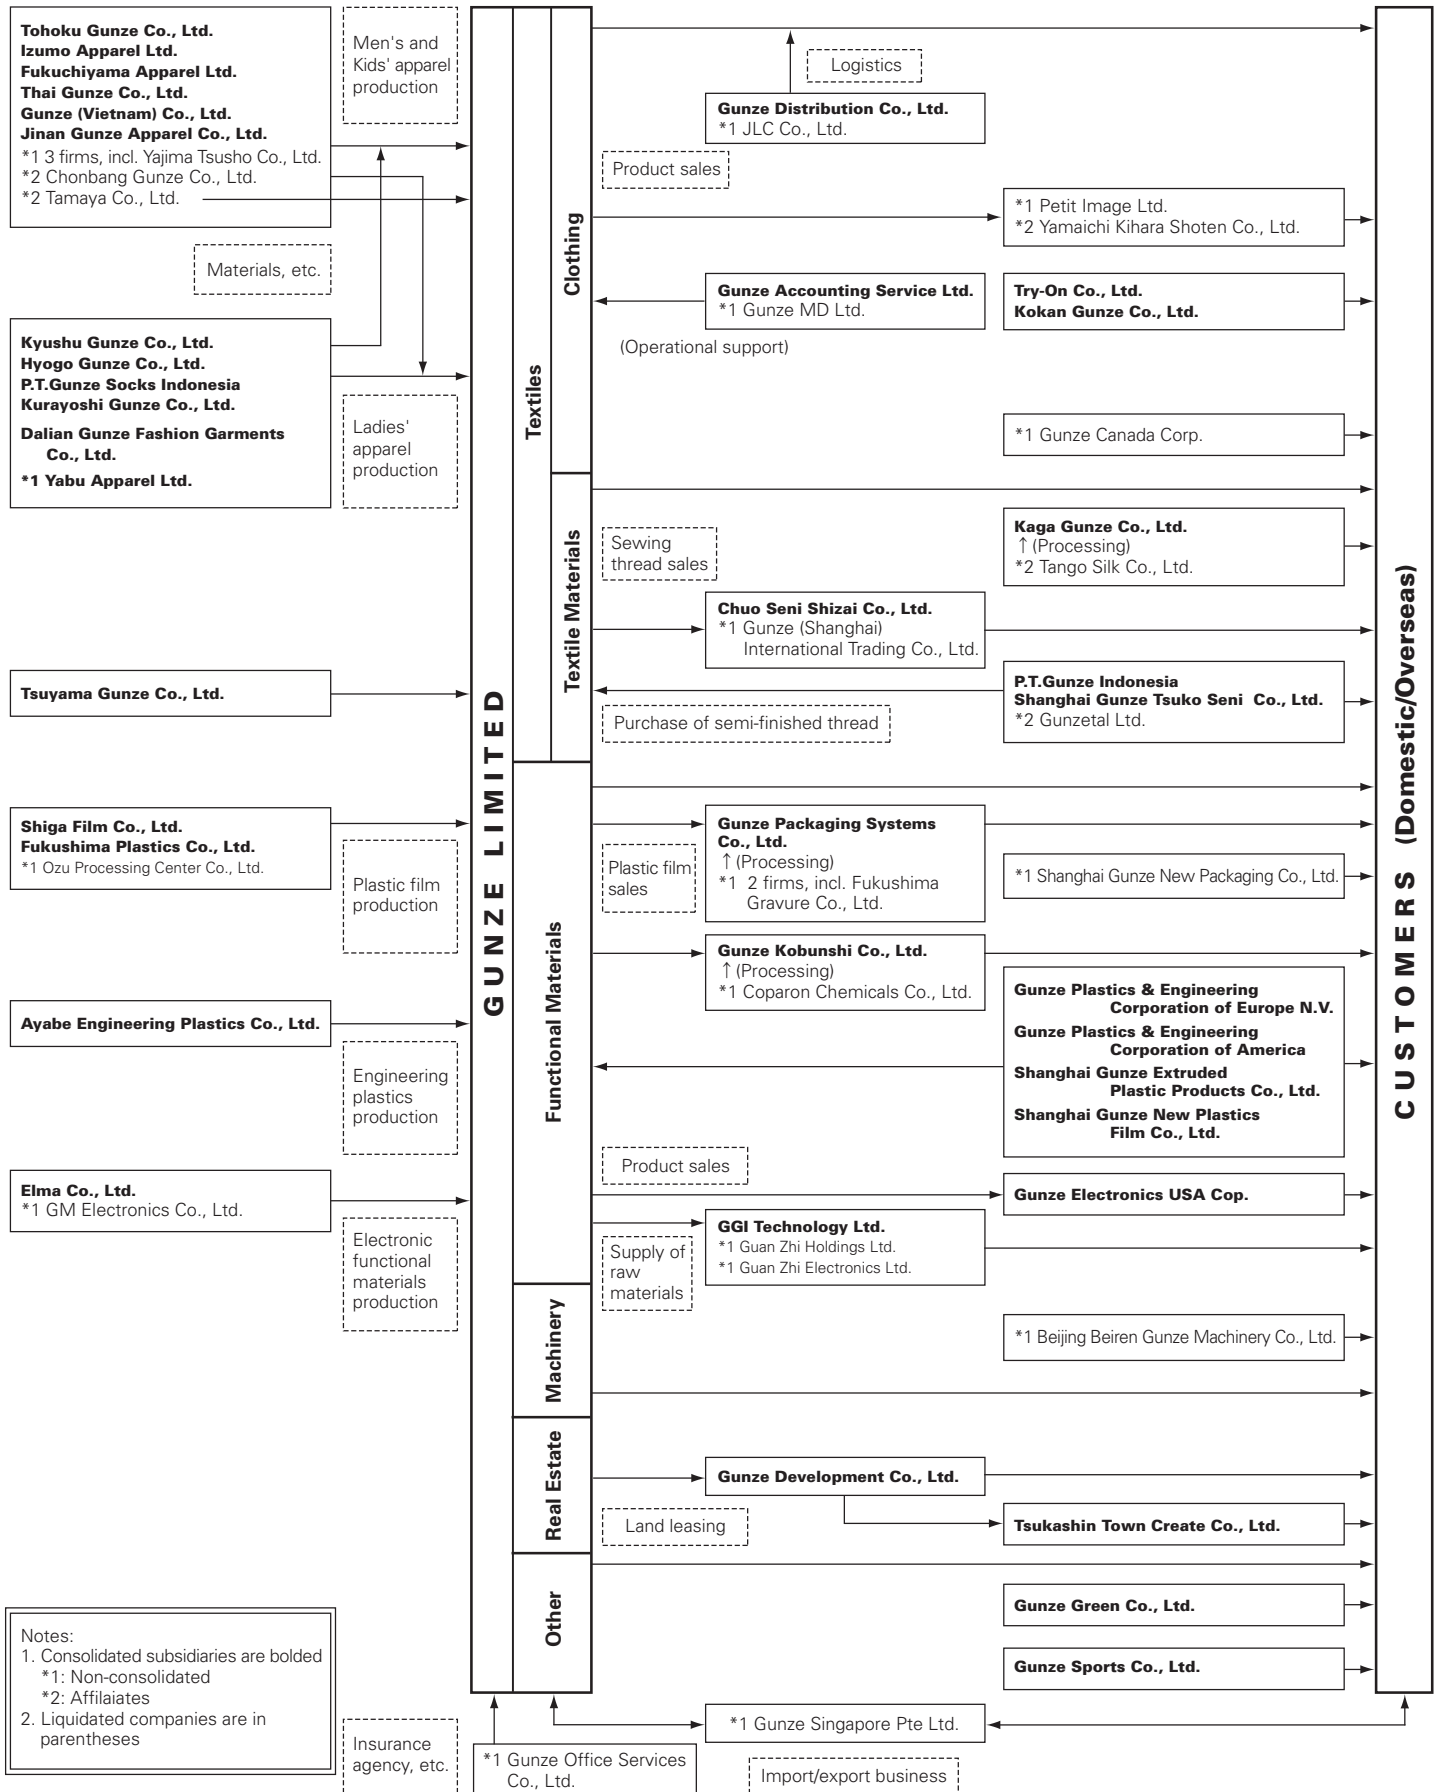 Tohoku Gunze Co., Ltd.
Izumo Apparel Ltd.
Fukuchiyama Apparel Ltd.
Thai Gunze Co., Ltd.
Gunze (Vietnam) Co., Ltd.
Jinan Gunze Apparel Co., Ltd.
*1 3 firms, incl. Yajima Tsusho Co., Ltd.
*2 Chonbang Gunze Co., Ltd.
*2 Tamaya Co., Ltd.
Men's and
Kids' apparel
production
Materials, etc.
Kyushu Gunze Co., Ltd.
Hyogo Gunze Co., Ltd.
P.T.Gunze Socks Indonesia
Kurayoshi Gunze Co., Ltd.
Dalian Gunze Fashion Garments
Co., Ltd.
*1 Yabu Apparel Ltd.
Ladies'
apparel
production
Tsuyama Gunze Co., Ltd.
Shiga Film Co., Ltd.
Fukushima Plastics Co., Ltd.
*1 Ozu Processing Center Co., Ltd.
Plastic film
production
Ayabe Engineering Plastics Co., Ltd.
Engineering
plastics
production
Elma Co., Ltd.
*1 GM Electronics Co., Ltd.
Electronic
functional
materials
production
Notes:
1. Consolidated subsidiaries are bolded
*1: Non-consolidated
*2: Affilaiates
2. Liquidated companies are in
parentheses
Insurance
agency, etc.
GUNZE LIMITED
Textiles
Clothing
Textile Materials
Functional Materials
Machinery
Real Estate
Other
Logistics
Gunze Distribution Co., Ltd.
*1 JLC Co., Ltd.
Product sales
*1 Petit Image Ltd.
*2 Yamaichi Kihara Shoten Co., Ltd.
Gunze Accounting Service Ltd.
*1 Gunze MD Ltd.
(Operational support)
Try-On Co., Ltd.
Kokan Gunze Co., Ltd.
*1 Gunze Canada Corp.
Sewing
thread sales
Kaga Gunze Co., Ltd.
↑ (Processing)
*2 Tango Silk Co., Ltd.
Chuo Seni Shizai Co., Ltd.
*1 Gunze (Shanghai)
International Trading Co., Ltd.
P.T.Gunze Indonesia
Shanghai Gunze Tsuko Seni Co., Ltd.
*2 Gunzetal Ltd.
Purchase of semi-finished thread
Gunze Packaging Systems
Co., Ltd.
↑ (Processing)
*1 2 firms, incl. Fukushima
Gravure Co., Ltd.
Plastic film
sales
*1 Shanghai Gunze New Packaging Co., Ltd.
Gunze Kobunshi Co., Ltd.
↑ (Processing)
*1 Coparon Chemicals Co., Ltd.
Gunze Plastics & Engineering
Corporation of Europe N.V.
Gunze Plastics & Engineering
Corporation of America
Shanghai Gunze Extruded
Plastic Products Co., Ltd.
Shanghai Gunze New Plastics
Film Co., Ltd.
Product sales
Gunze Electronics USA Cop.
Supply of
raw
materials
GGI Technology Ltd.
*1 Guan Zhi Holdings Ltd.
*1 Guan Zhi Electronics Ltd.
*1 Beijing Beiren Gunze Machinery Co., Ltd.
Gunze Development Co., Ltd.
Land leasing
Tsukashin Town Create Co., Ltd.
Gunze Green Co., Ltd.
Gunze Sports Co., Ltd.
*1 Gunze Singapore Pte Ltd.
*1 Gunze Office Services
Co., Ltd.
Import/export business
CUSTOMERS (Domestic/Overseas)